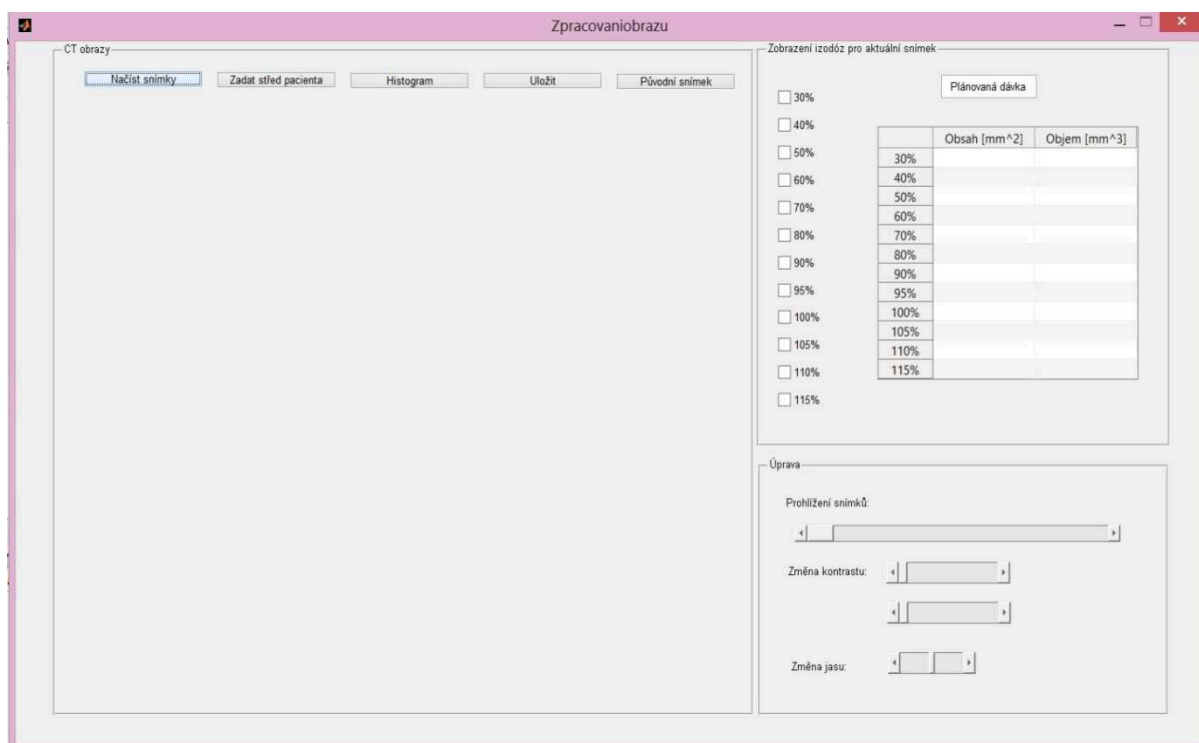 Zpracovaniobrazu
CT obrazy
Načíst snímky Zadat střed pacienta Histogram Uložit Původní snímek
Zobrazení izodóz pro aktuální snímek
Plánovaná dávka
30%
40%
50%
60%
70%
80%
90%
95%
100%
105%
110%
115%
Obsah [mm^2] Objem [mm^3]
30%
40%
50%
60%
70%
80%
90%
95%
100%
105%
110%
115%
Úprava
Prohlížení snímků:
Změna kontrastu:
Změna jasu: